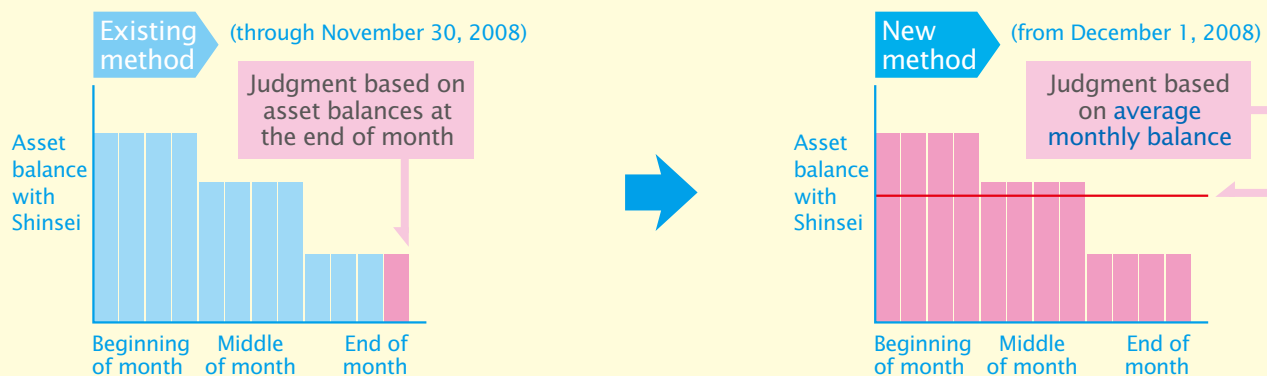 Existing
method
(through November 30, 2008)
Judgment based on
asset balances at
the end of month
Asset
balance
with
Shinsei
Beginning
of month
Middle
of month
End of
month
New
method
(from December 1, 2008)
Judgment based
on average
monthly balance
Asset
balance
with
Shinsei
Beginning
of month
Middle
of month
End of
month